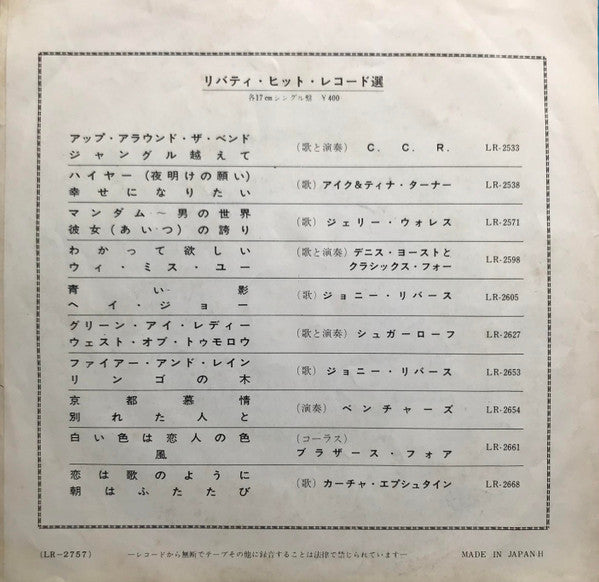 リバティ・ヒット・レコード選
各17cmシングル盤 ¥400
アップ・アラウンド・ザ・ベンド
ジャングル越えて
(歌と演奏) C. C. R.
LR-2533
ハイヤー (夜明けの願い)
幸せになりたい
(歌) アイク&ティナ・ターナー
LR-2538
マンダム～男の世界
彼女(あいつ)の誇り
(歌) ジェリー・ウォレス
LR-2571
わかって欲しい
ウィ・ミス・ユー
(歌と演奏) デニス・ヨーストと
クラシックス・フォー
LR-2598
青い影
ヘイ・ジョー
(歌) ジョニー・リバース
LR-2605
グリーン・アイ・レディー
ウェスト・オブ・トゥモロウ
(歌と演奏) シュガーローフ
LR-2627
ファイアー・アンド・レイン
リンゴの木
(歌) ジョニー・リバース
LR-2653
京都慕情
別れた人と
(演奏) ベンチャーズ
LR-2654
白い色は恋人の色
風
(コーラス)
ブラザース・フォア
LR-2661
恋は歌のように
朝はふたたび
(歌) カーチャ・エプシュタイン
LR-2668
(LR-2757) —レコードから無断でテープその他に録音することは法律で禁じられています— MADE IN JAPAN・H